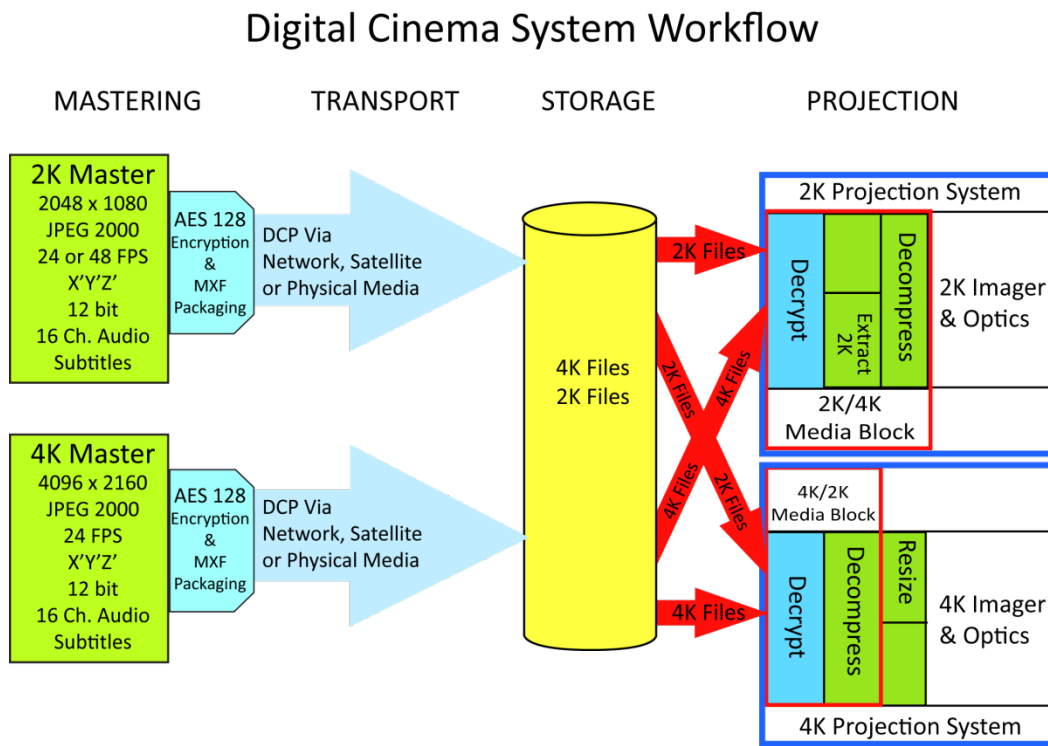 Digital Cinema System Workflow
MASTERING
TRANSPORT
STORAGE
PROJECTION
2K Master
2048 x 1080
JPEG 2000
24 or 48 FPS
X'Y'Z'
12 bit
16 Ch. Audio
Subtitles
AES 128
Encryption
&
MXF
Packaging
DCP Via
Network, Satellite
or Physical Media
4K Master
4096 x 2160
JPEG 2000
24 FPS
X'Y'Z'
12 bit
16 Ch. Audio
Subtitles
AES 128
Encryption
&
MXF
Packaging
DCP Via
Network, Satellite
or Physical Media
4K Files
2K Files
2K Files
2K Files
4K Files
4K Files
2K Files
4K Files
2K Projection System
Decrypt
Extract
2K
Decompress
2K Imager
& Optics
2K/4K
Media Block
4K/2K
Media Block
Decrypt
Decompress
Resize
4K Imager
& Optics
4K Projection System